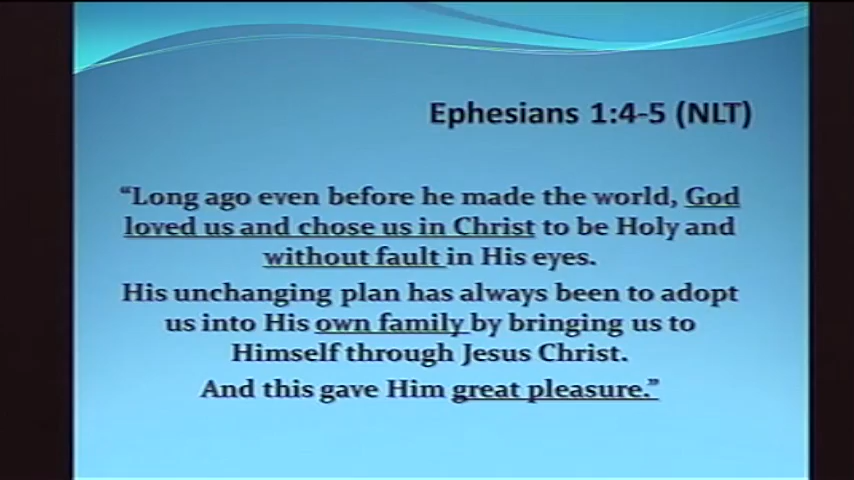 Ephesians 1:4-5 (NLT)
“Long ago even before he made the world, God
loved us and chose us in Christ to be Holy and
without fault in His eyes.
His unchanging plan has always been to adopt
us into His own family by bringing us to
Himself through Jesus Christ.
And this gave Him great pleasure.”